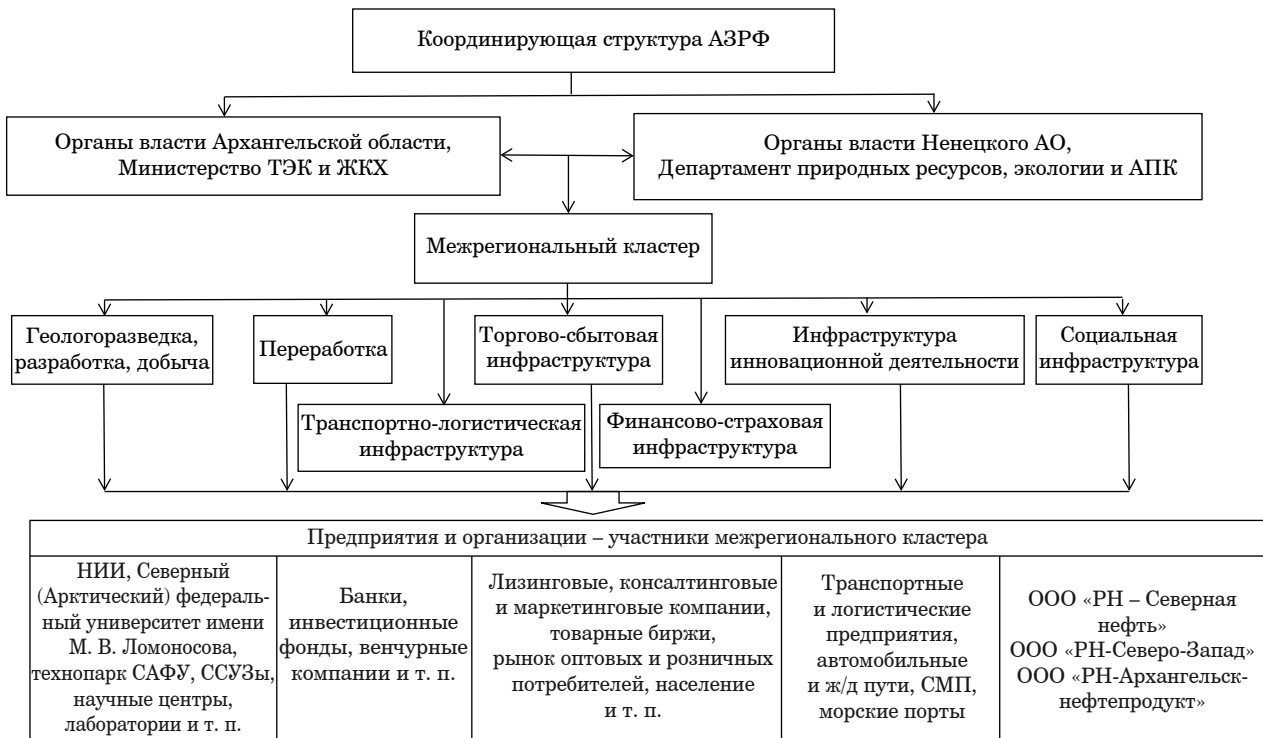 Координирующая структура АЗРФ
Органы власти Архангельской области,
Министерство ТЭК и ЖКХ
Органы власти Ненецкого АО,
Департамент природных ресурсов, экологии и АПК
Межрегиональный кластер
Геологоразведка,
разработка, добыча
Переработка
Торгово-сбытовая
инфраструктура
Инфраструктура
инновационной деятельности
Социальная
инфраструктура
Транспортно-логистическая
инфраструктура
Финансово-страховая
инфраструктура
Предприятия и организации – участники межрегионального кластера
НИИ, Северный
(Арктический) федераль-
ный университет имени
М. В. Ломоносова,
технопарк САФУ, ССУЗы,
научные центры,
лаборатории и т. п.
Банки,
инвестиционные
фонды, венчурные
компании и т. п.
Лизинговые, консалтинговые
и маркетинговые компании,
товарные биржи,
рынок оптовых и розничных
потребителей, население
и т. п.
Транспортные
и логистические
предприятия,
автомобильные
и ж/д пути, СМП,
морские порты
ООО «РН – Северная
нефть»
ООО «РН-Северо-Запад»
ООО «РН-Архангельск-
нефтепродукт»